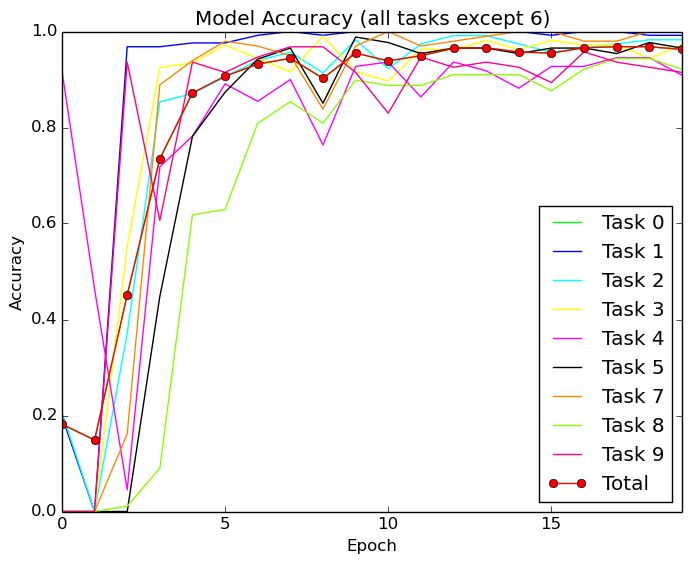 Model Accuracy (all tasks except 6)
1.0
0.8
0.6
0.4
0.2
0.0
Accuracy
0
5
10
15
Epoch
Task 0
Task 1
Task 2
Task 3
Task 4
Task 5
Task 7
Task 8
Task 9
Total